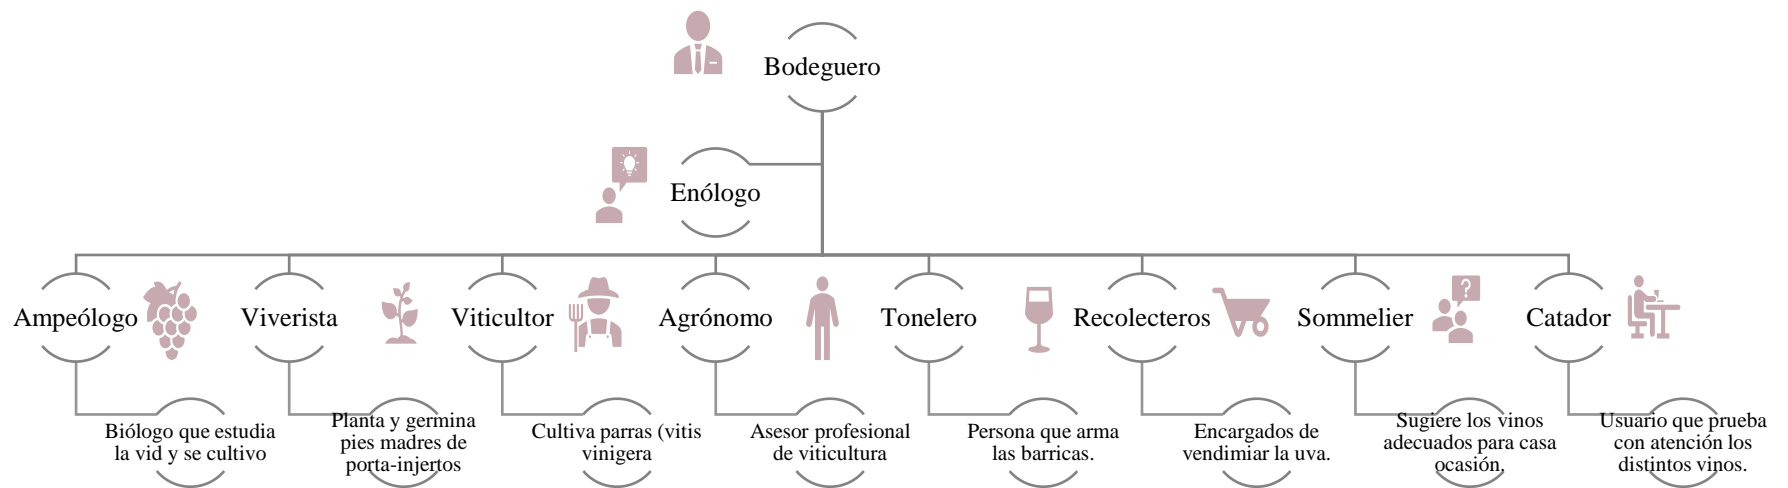 Bodeguero
Enólogo
Ampeólogo
Viverista
Viticultor
Agrónomo
Tonelero
Recolecteros
Sommelier
Catador
Biólogo que estudia
la vid y se cultivo
Planta y germina
pies madres de
porta-injertos
Cultiva parras (vitis
vinigera
Asesor profesional
de viticultura
Persona que arma
las barricas.
Encargados de
vendimiar la uva.
Sugiere los vinos
adecuados para casa
ocasión.
Usuario que prueba
con atención los
distintos vinos.